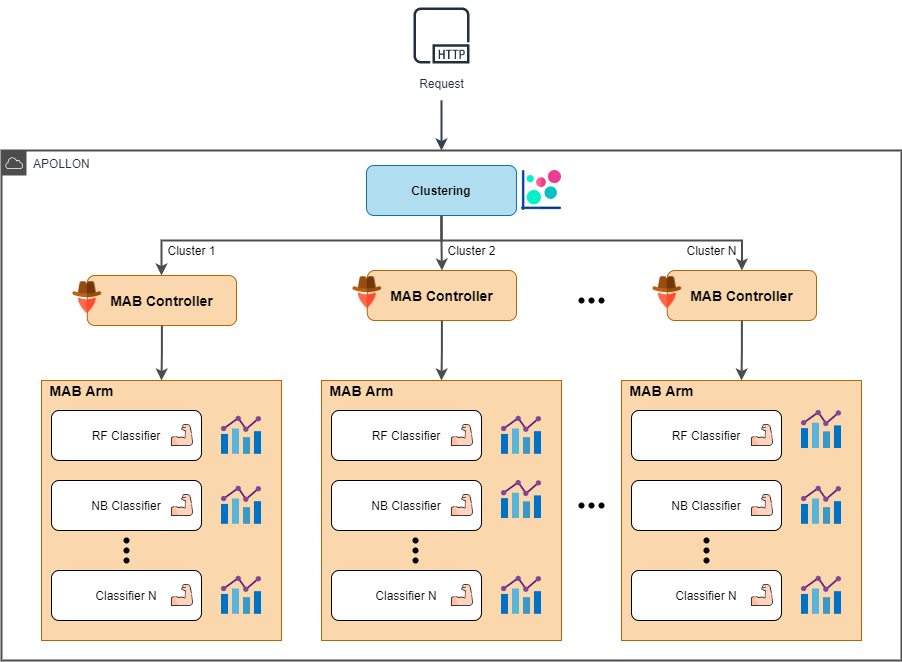 HTTP
Request
APOLLON
Clustering
Cluster 1
Cluster 2
Cluster N
MAB Controller
MAB Controller
MAB Controller
MAB Arm
MAB Arm
MAB Arm
RF Classifier
RF Classifier
RF Classifier
NB Classifier
NB Classifier
NB Classifier
Classifier N
Classifier N
Classifier N